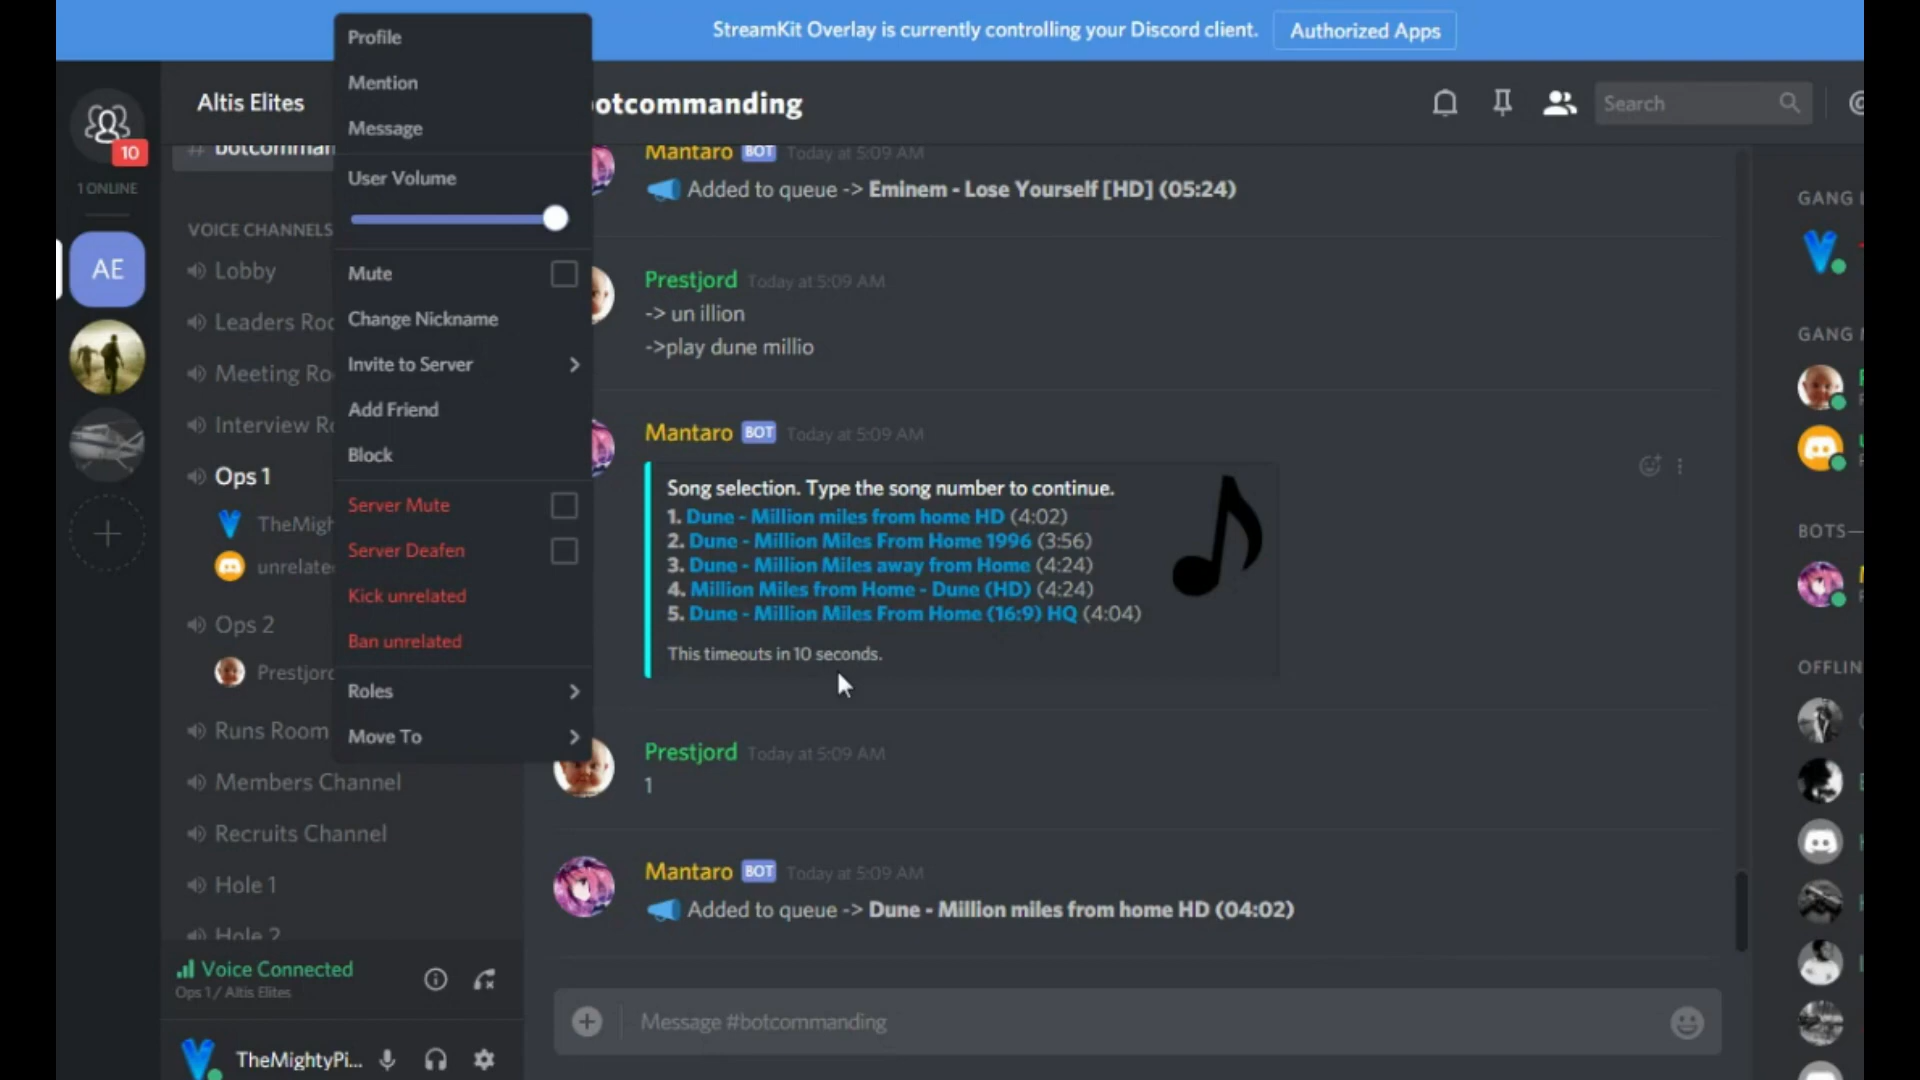 StreamKit Overlay is currently controlling your Discord client.
Authorized Apps
10
1 ONLINE
AE
Altis Elites
# botcomman
VOICE CHANNELS
Lobby
Leaders Roo
Meeting Ro
Interview Ro
Ops 1
TheMigh
unrelate
Ops 2
Prestjord
Runs Room
Members Channel
Recruits Channel
Hole 1
Hole 2
Voice Connected
Ops 1 / Altis Elites
TheMightyPi...
Profile
Mention
Message
User Volume
Mute
Change Nickname
Invite to Server
Add Friend
Block
Server Mute
Server Deafen
Kick unrelated
Ban unrelated
Roles
Move To
otcommanding
Search
Mantaro BOT Today at 5:09 AM
Added to queue -> Eminem - Lose Yourself [HD] (05:24)
Prestjord Today at 5:09 AM
-> un illion
->play dune millio
Mantaro BOT Today at 5:09 AM
Song selection. Type the song number to continue.
1. Dune - Million miles from home HD (4:02)
2. Dune - Million Miles From Home 1996 (3:56)
3. Dune - Million Miles away from Home (4:24)
4. Million Miles from Home - Dune (HD) (4:24)
5. Dune - Million Miles From Home (16:9) HQ (4:04)
This timeouts in 10 seconds.
Prestjord Today at 5:09 AM
1
Mantaro BOT Today at 5:09 AM
Added to queue -> Dune - Million miles from home HD (04:02)
Message #botcommanding
GANG L
GANG M
BOTS—
OFFLIN